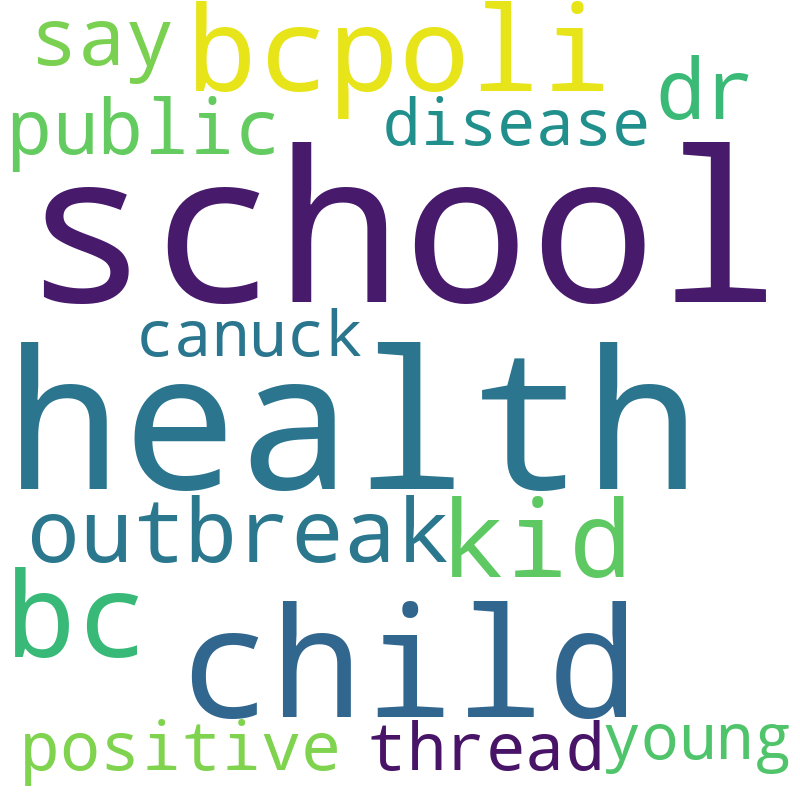 say bcpoli dr
public disease
school
canuck
health
outbreak kid
bc
child
positive thread young